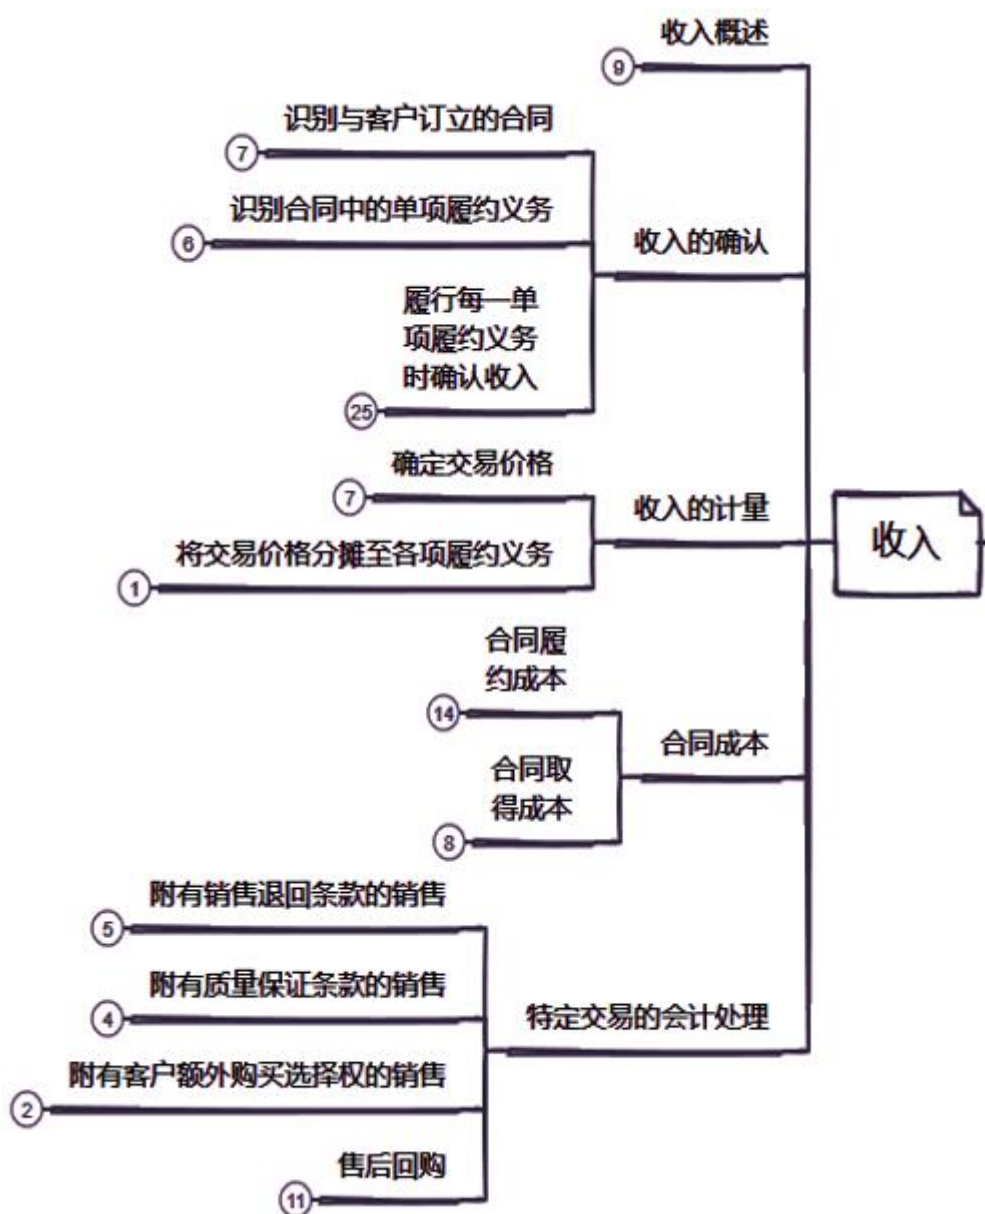 收入概述
9
识别与客户订立的合同
7
识别合同中的单项履约义务
6
收入的确认
履行每一单
项履约义务
时确认收入
25
确定交易价格
7
收入的计量
收入
将交易价格分摊至各项履约义务
1
合同履
约成本
14
合同成本
合同取
得成本
8
附有销售退回条款的销售
5
附有质量保证条款的销售
4
特定交易的会计处理
附有客户额外购买选择权的销售
2
售后回购
11